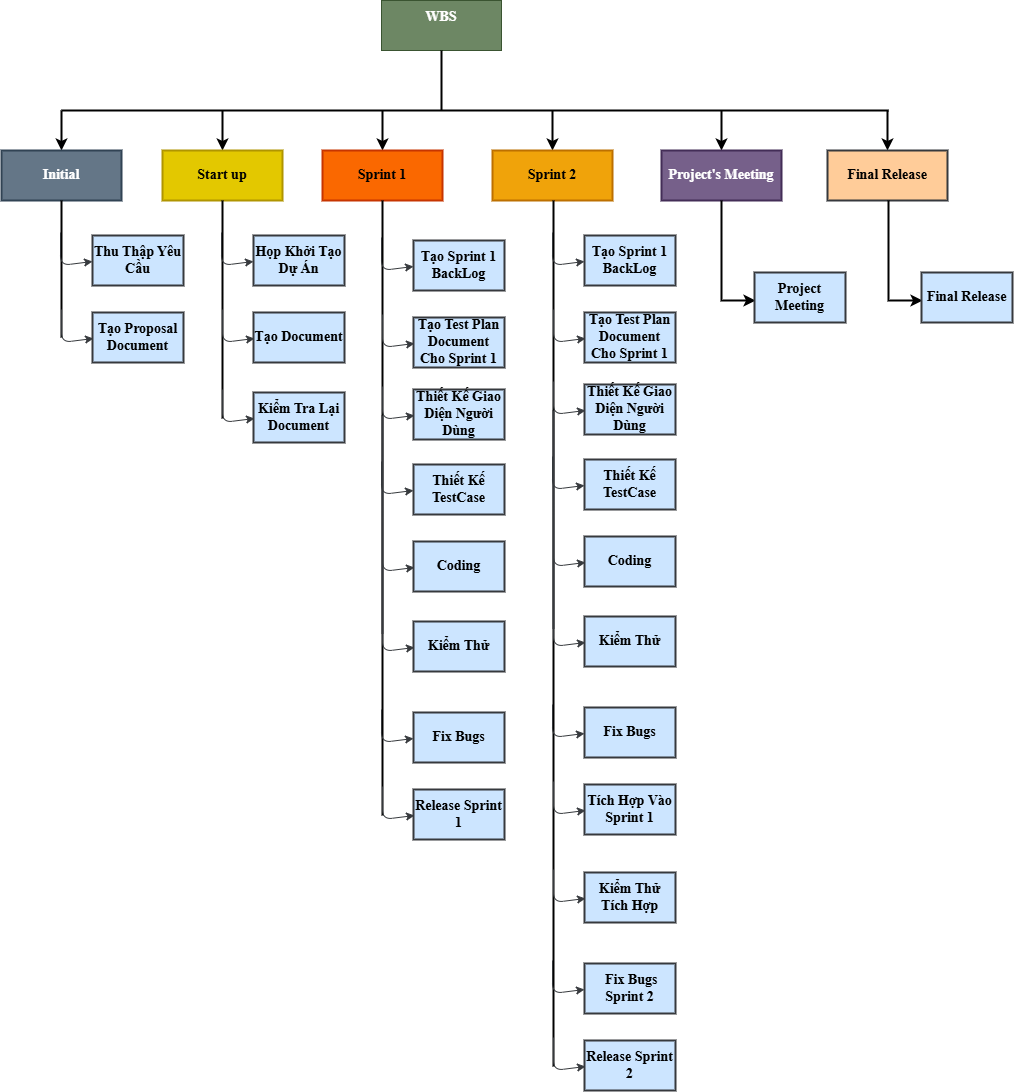 WBS
Initial
Start up
Sprint 1
Sprint 2
Project's Meeting
Final Release
Thu Thập Yêu
Cầu
Tạo Proposal
Document
Họp Khởi Tạo
Dự Án
Tạo Document
Kiểm Tra Lại
Document
Tạo Sprint 1
BackLog
Tạo Test Plan
Document
Cho Sprint 1
Thiết Kế Giao
Diện Người
Dùng
Thiết Kế
TestCase
Coding
Kiểm Thử
Fix Bugs
Release Sprint
1
Tạo Sprint 1
BackLog
Tạo Test Plan
Document
Cho Sprint 1
Thiết Kế Giao
Diện Người
Dùng
Thiết Kế
TestCase
Coding
Kiểm Thử
Fix Bugs
Tích Hợp Vào
Sprint 1
Kiểm Thử
Tích Hợp
Fix Bugs
Sprint 2
Release Sprint
2
Project
Meeting
Final Release